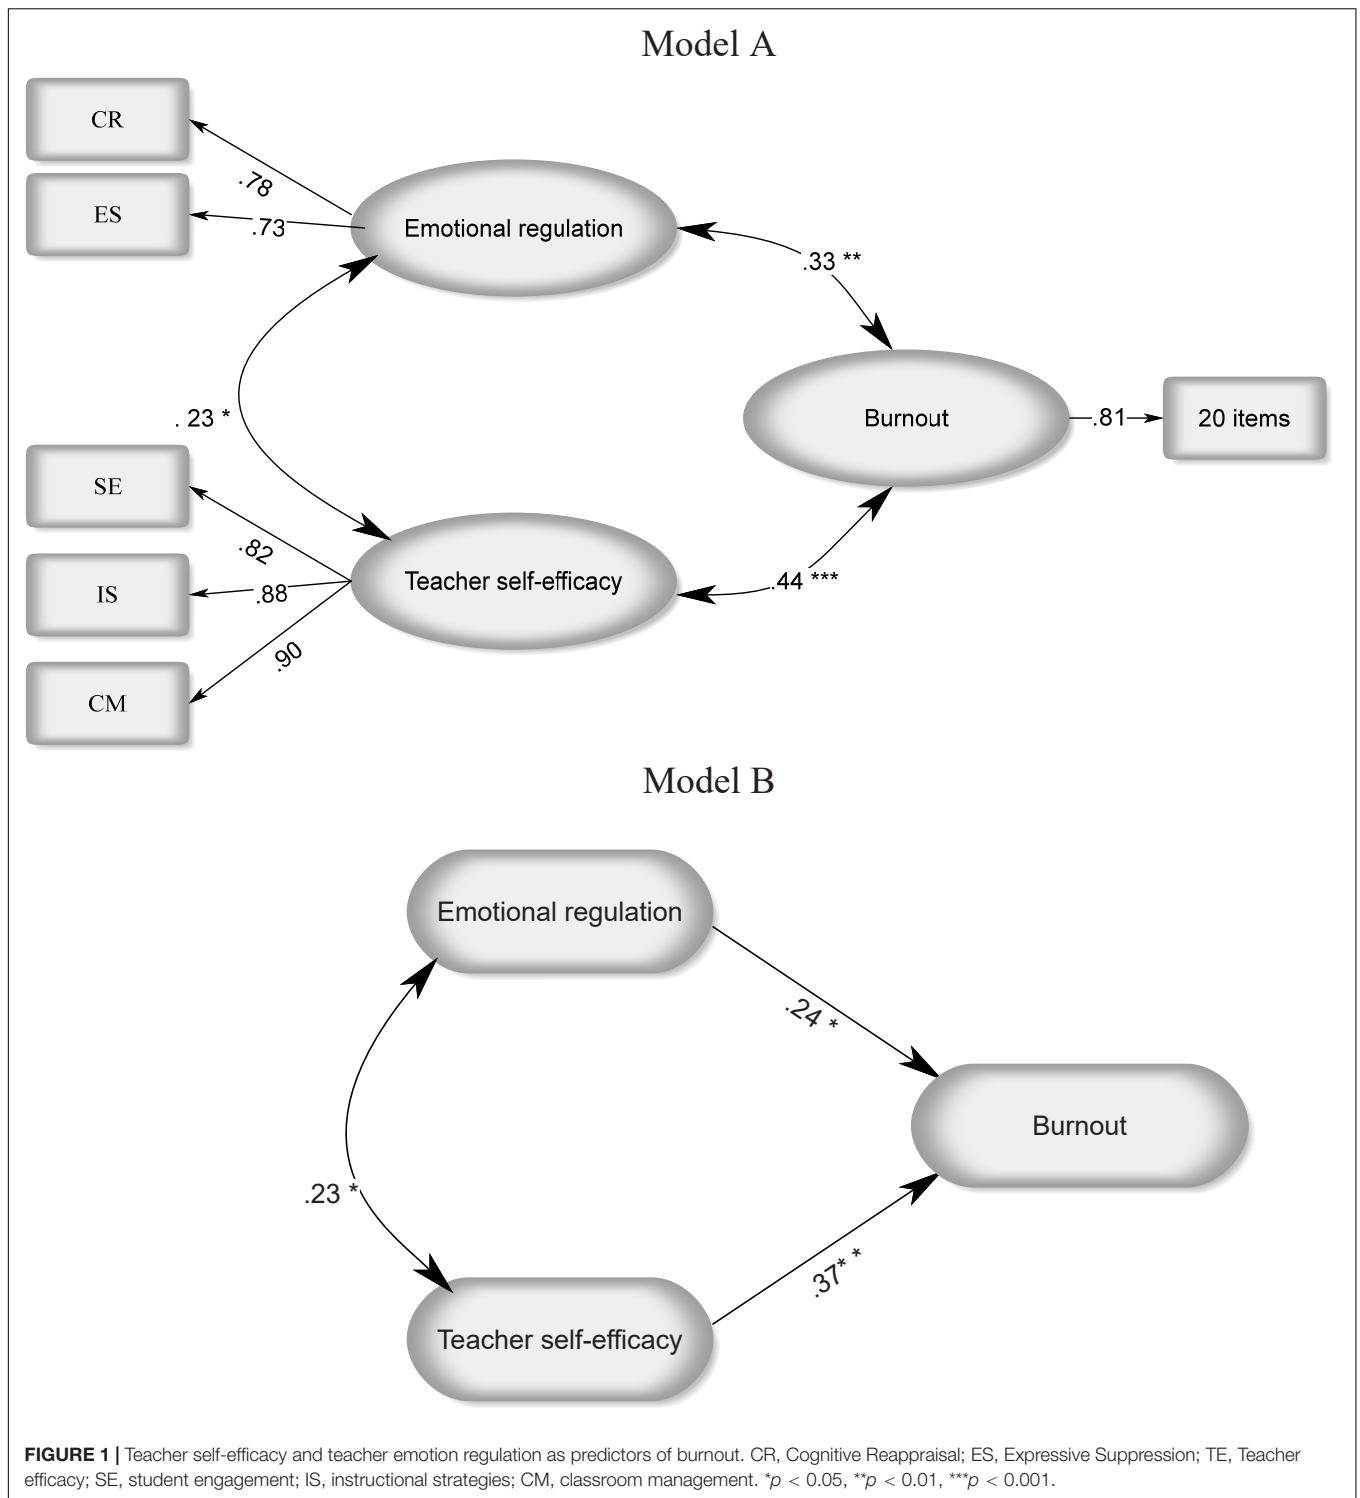 Model A
CR
.78
ES
.73
Emotional regulation
.33 **
. 23 *
Burnout
.81
20 items
SE
.82
IS
.88
CM
.90
Teacher self-efficacy
.44 ***
Model B
Emotional regulation
.24 *
Burnout
.23 *
.37* *
Teacher self-efficacy
FIGURE 1 | Teacher self-efficacy and teacher emotion regulation as predictors of burnout. CR, Cognitive Reappraisal; ES, Expressive Suppression; TE, Teacher
efficacy; SE, student engagement; IS, instructional strategies; CM, classroom management. *p < 0.05, **p < 0.01, ***p < 0.001.